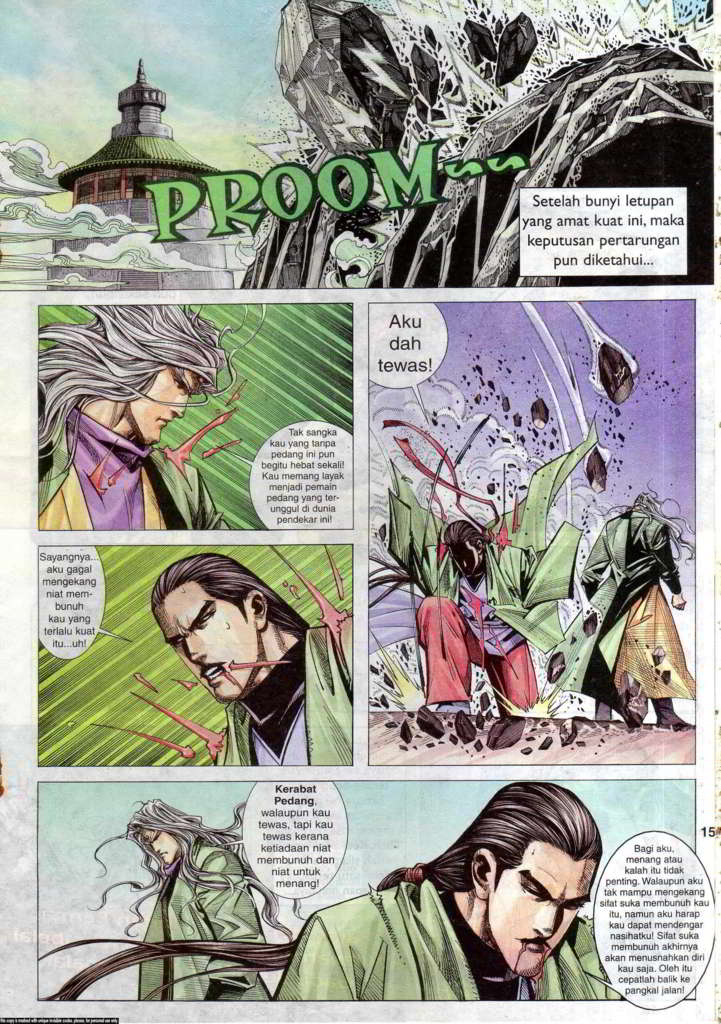 PROOM~~
Setelah bunyi letupan
yang amat kuat ini, maka
keputusan pertarungan
pun diketahui...
Tak sangka
kau yang tanpa
pedang ini pun
begitu hebat sekali!
Kau memang layak
menjadi pemain
pedang yang ter-
unggul di dunia
pendekar ini!
Aku
dah
tewas!
Sayangnya...
aku gagal
mengekang
niat mem-
bunuh
kau yang
terlalu kuat
itu...uh!
Kerabat
Pedang,
walaupun kau
tewas, tapi kau
tewas kerana
ketiadaan niat
membunuh dan
niat untuk
menang!
15
Bagi aku,
menang atau
kalah itu tidak
penting. Walaupun aku
tak mampu mengekang
sifat suka membunuh kau
itu, namun aku harap
kau dapat mendengar
nasihatku! Sifat suka
membunuh akhirnya
akan menusnahkan diri
kau saja. Oleh itu
cepatlah balik ke
pangkal jalan!